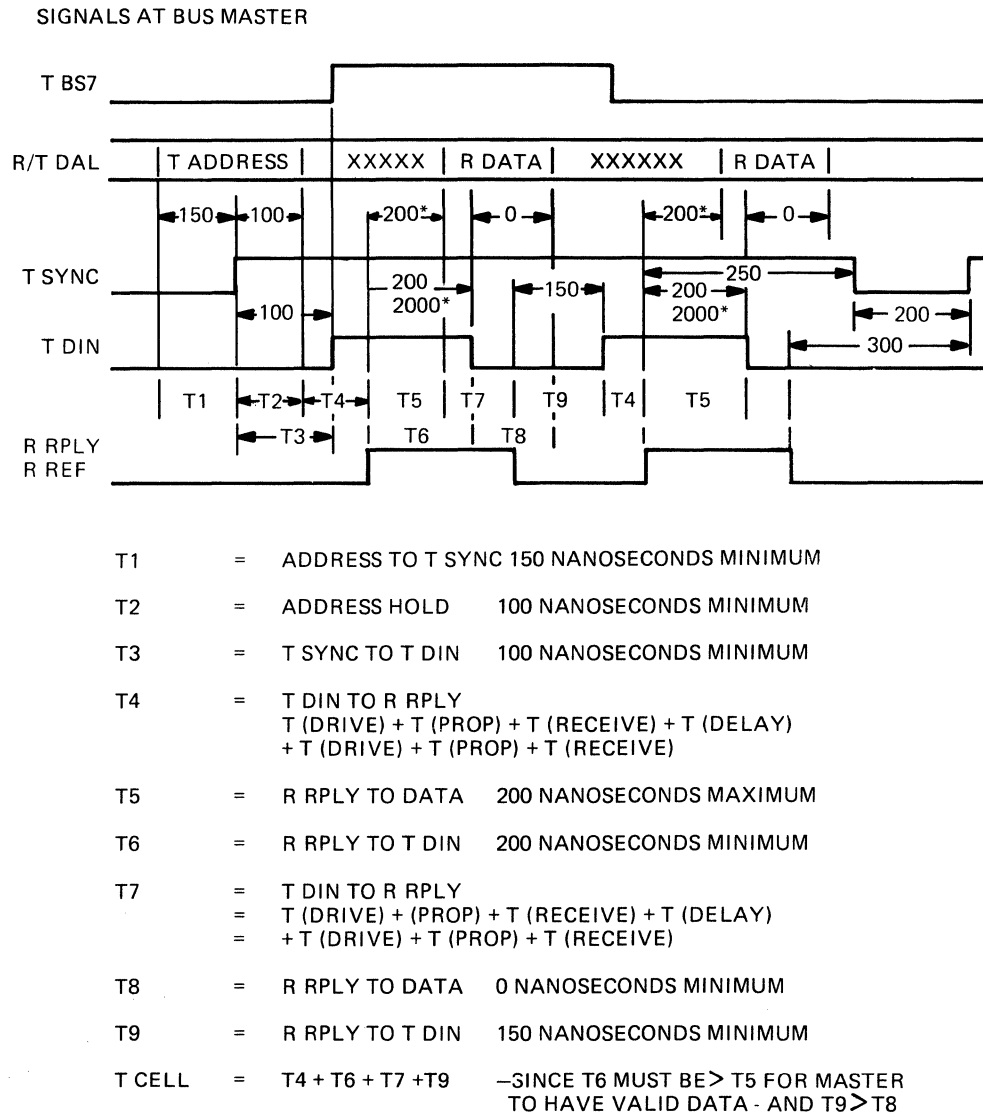 SIGNALS AT BUS MASTER
T BS7
R/T DAL T ADDRESS XXXXX R DATA XXXXXX R DATA
150 100 200* 0 200* 0
T SYNC
200 150 250
2000* 200
100 2000* 200
T DIN 300
T1 T2 T4 T5 T7 T9 T4 T5
T3 T6 T8
R RPLY
R REF
T1 = ADDRESS TO T SYNC 150 NANOSECONDS MINIMUM
T2 = ADDRESS HOLD 100 NANOSECONDS MINIMUM
T3 = T SYNC TO T DIN 100 NANOSECONDS MINIMUM
T4 = T DIN TO R RPLY
T (DRIVE) + T (PROP) + T (RECEIVE) + T (DELAY)
+ T (DRIVE) + T (PROP) + T (RECEIVE)
T5 = R RPLY TO DATA 200 NANOSECONDS MAXIMUM
T6 = R RPLY TO T DIN 200 NANOSECONDS MINIMUM
T7 = T DIN TO R RPLY
= T (DRIVE) + (PROP) + T (RECEIVE) + T (DELAY)
= + T (DRIVE) + T (PROP) + T (RECEIVE)
T8 = R RPLY TO DATA 0 NANOSECONDS MINIMUM
T9 = R RPLY TO T DIN 150 NANOSECONDS MINIMUM
T CELL = T4 + T6 + T7 +T9 —SINCE T6 MUST BE> T5 FOR MASTER
TO HAVE VALID DATA - AND T9>T8